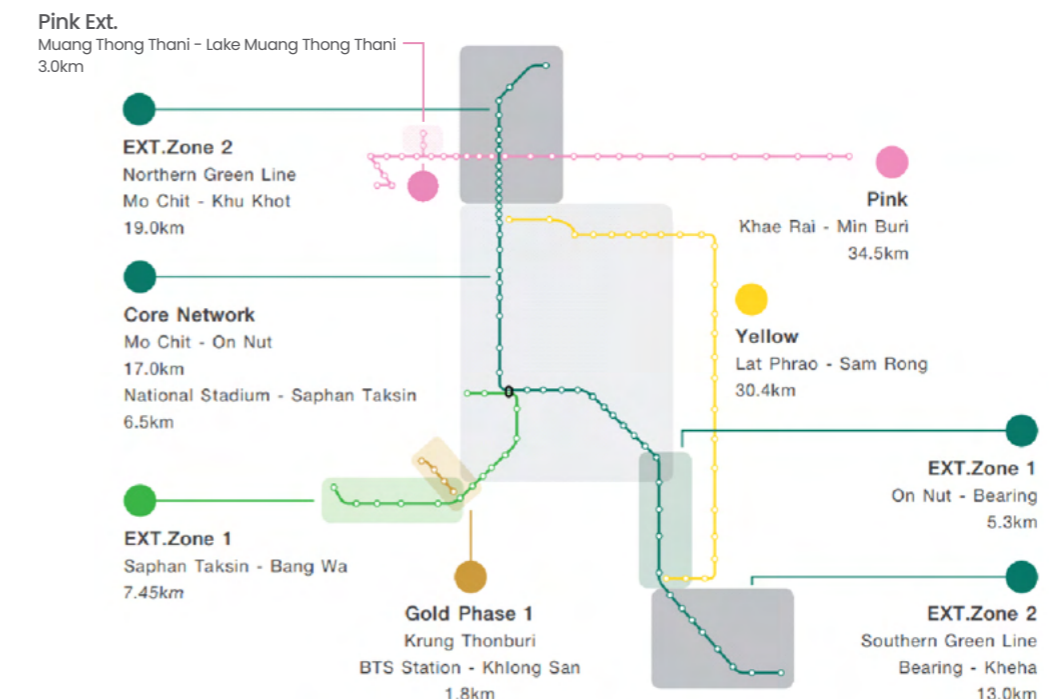 Pink Ext.
Muang Thong Thani - Lake Muang Thong Thani
3.0km
EXT.Zone 2
Northern Green Line
Mo Chit - Khu Khot
19.0km
Pink
Khae Rai - Min Buri
34.5km
Core Network
Mo Chit - On Nut
17.0km
National Stadium - Saphan Taksin
6.5km
Yellow
Lat Phrao - Sam Rong
30.4km
EXT.Zone 1
On Nut - Bearing
5.3km
EXT.Zone 1
Saphan Taksin - Bang Wa
7.45km
Gold Phase 1
Krung Thonburi
BTS Station - Khlong San
1.8km
EXT.Zone 2
Southern Green Line
Bearing - Kheha
13.0km